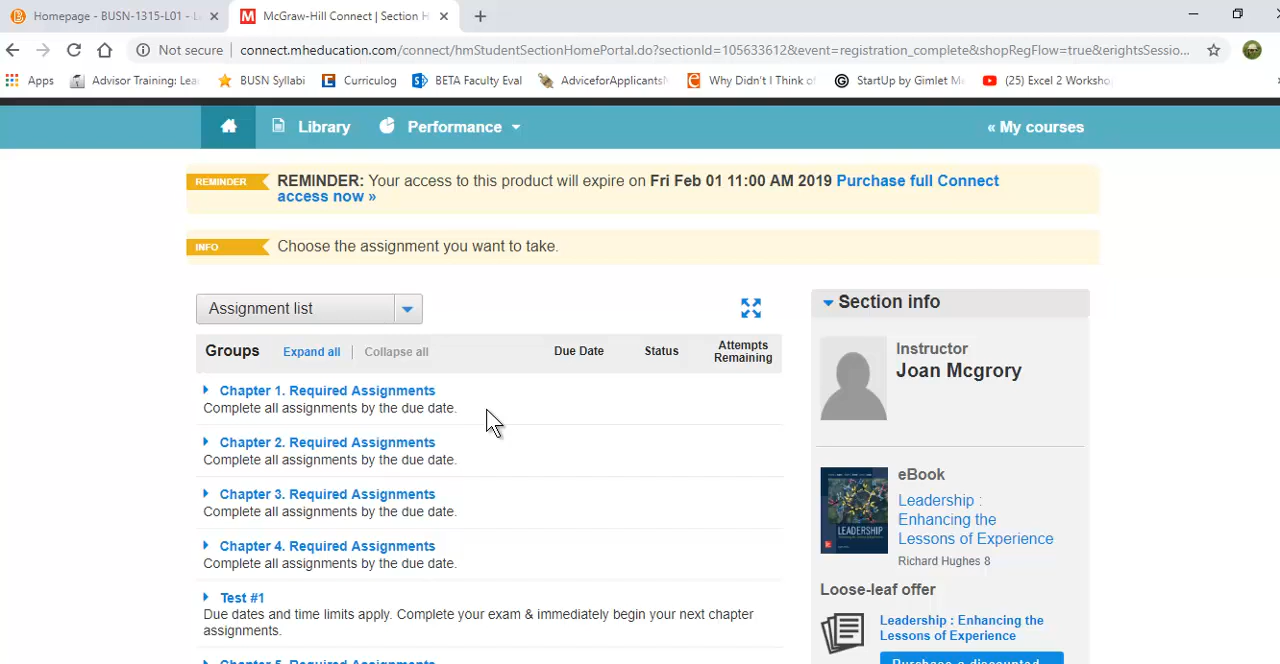 Homepage - BUSN-1315-L01 - L
McGraw-Hill Connect | Section H
Not secure | connect.mheducation.com/connect/hmStudentSectionHomePortal.do?sectionId=105633612&event=registration_complete&shopRegFlow=true&erightsSessio...
Apps Advisor Training: Lea BUSN Syllabi Curriculog BETA Faculty Eval AdviceforApplicants Why Didn't I Think of StartUp by Gimlet Me (25) Excel 2 Workshop
Library Performance « My courses
REMINDER REMINDER: Your access to this product will expire on Fri Feb 01 11:00 AM 2019 Purchase full Connect
access now »
INFO Choose the assignment you want to take.
Assignment list
Groups Expand all | Collapse all Due Date Status Attempts
Remaining
Chapter 1. Required Assignments
Complete all assignments by the due date.
Chapter 2. Required Assignments
Complete all assignments by the due date.
Chapter 3. Required Assignments
Complete all assignments by the due date.
Chapter 4. Required Assignments
Complete all assignments by the due date.
Test #1
Due dates and time limits apply. Complete your exam & immediately begin your next chapter
assignments.
Chapter 5. Required Assignments
Section info
Instructor
Joan Mcgrory
LEADERSHIP
eBook
Leadership :
Enhancing the
Lessons of Experience
Richard Hughes 8
Loose-leaf offer
Leadership : Enhancing the
Lessons of Experience
Purchase a discounted